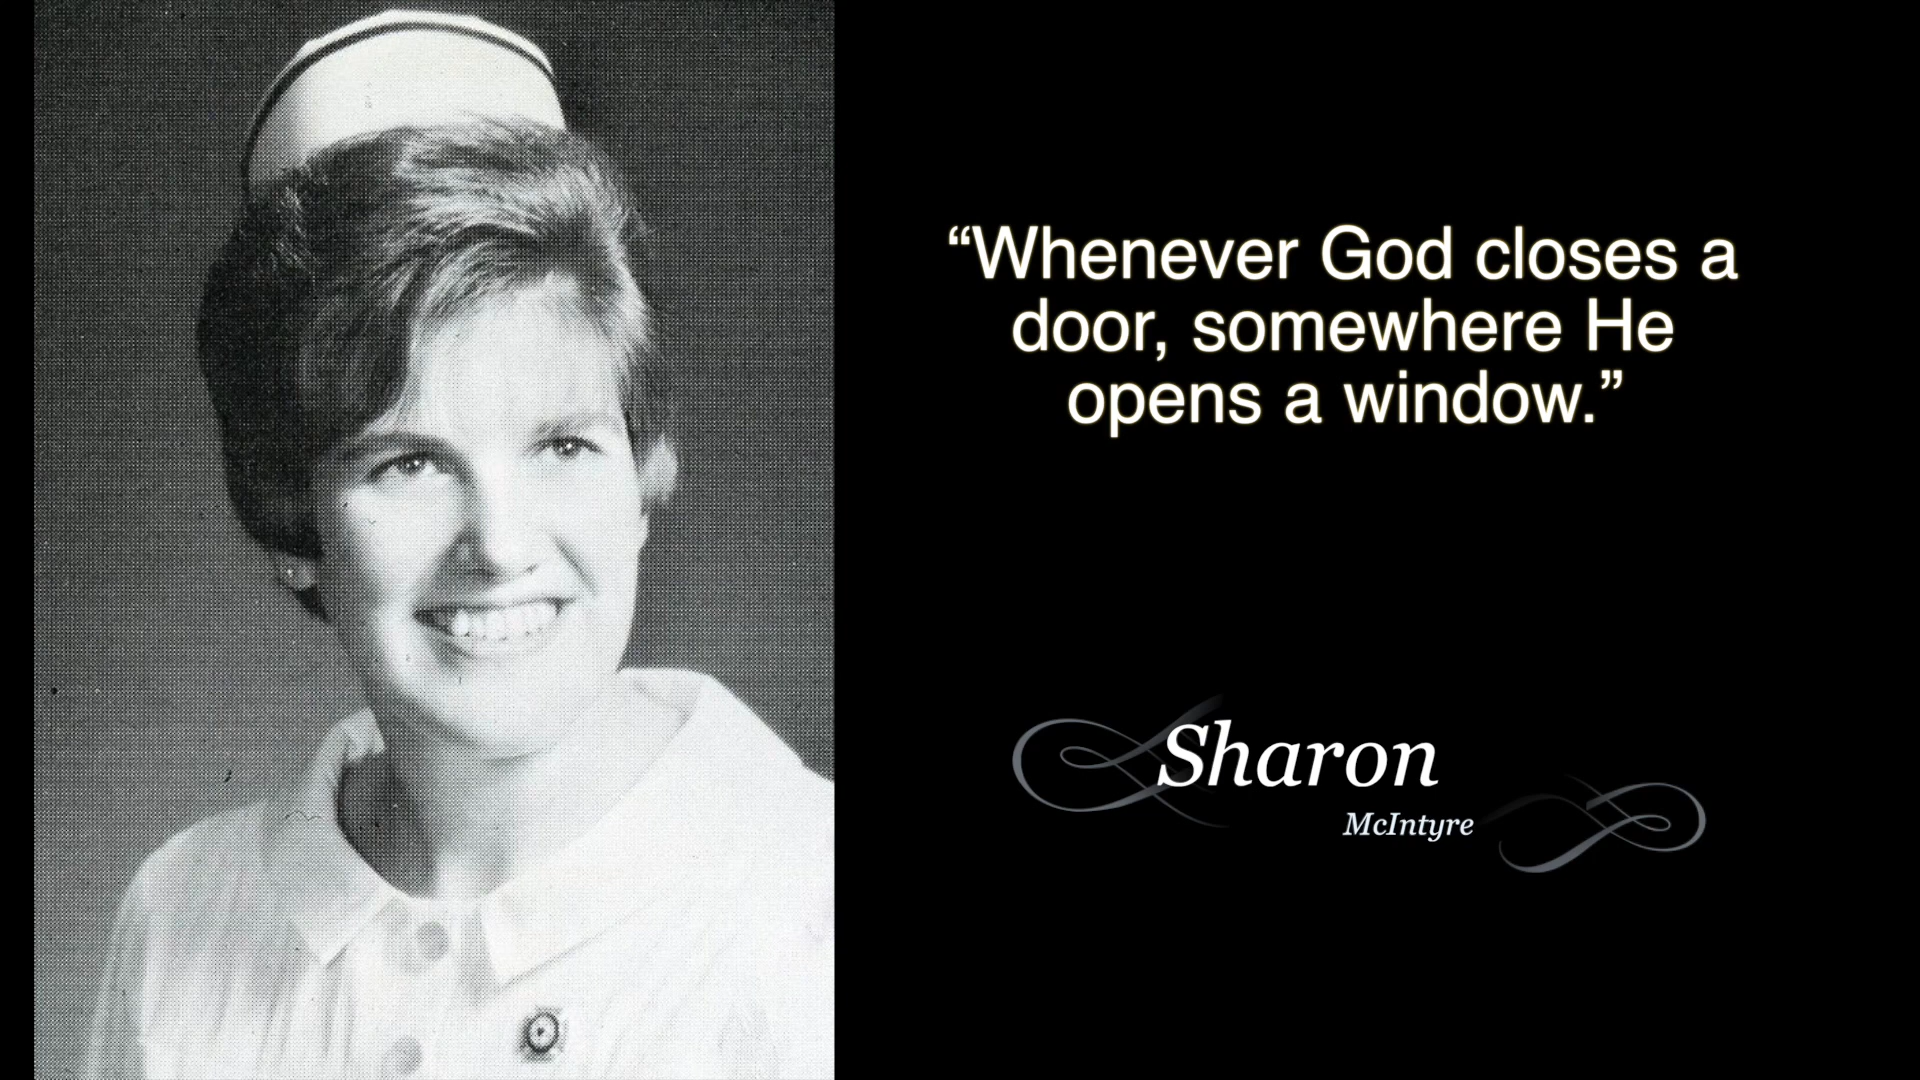 “Whenever God closes a
door, somewhere He
opens a window.”
Sharon
McIntyre